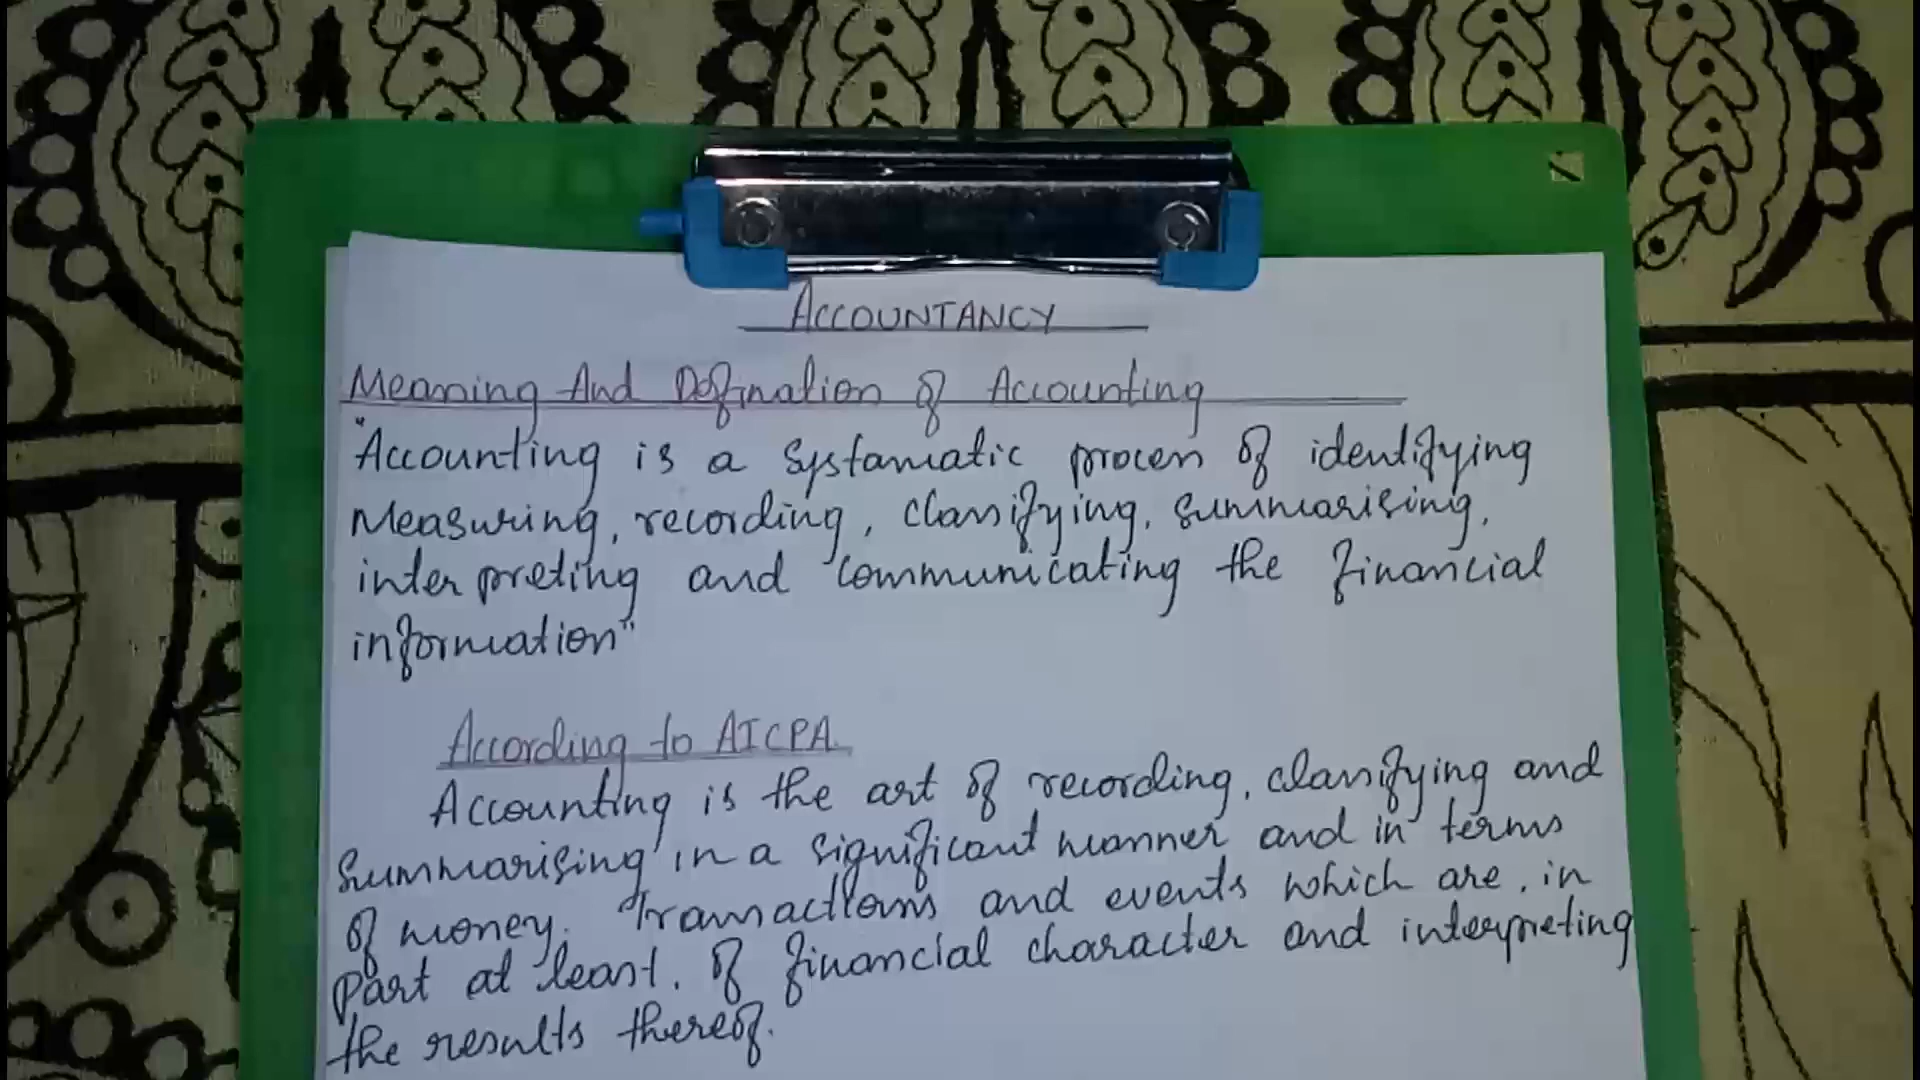 ACCOUNTANCY
Meaning And Defination of Accounting
"Accounting is a Systamatic process of identifying
Measuring, recording, classifying, summarising,
interpreting and communicating the financial
information"
According to AICPA.
Accounting is the art of recording, classifying and
Summarising in a significant manner and in terms
of money. Transactions and events which are, in
Part at least, of financial character and interpreting
the results thereof.